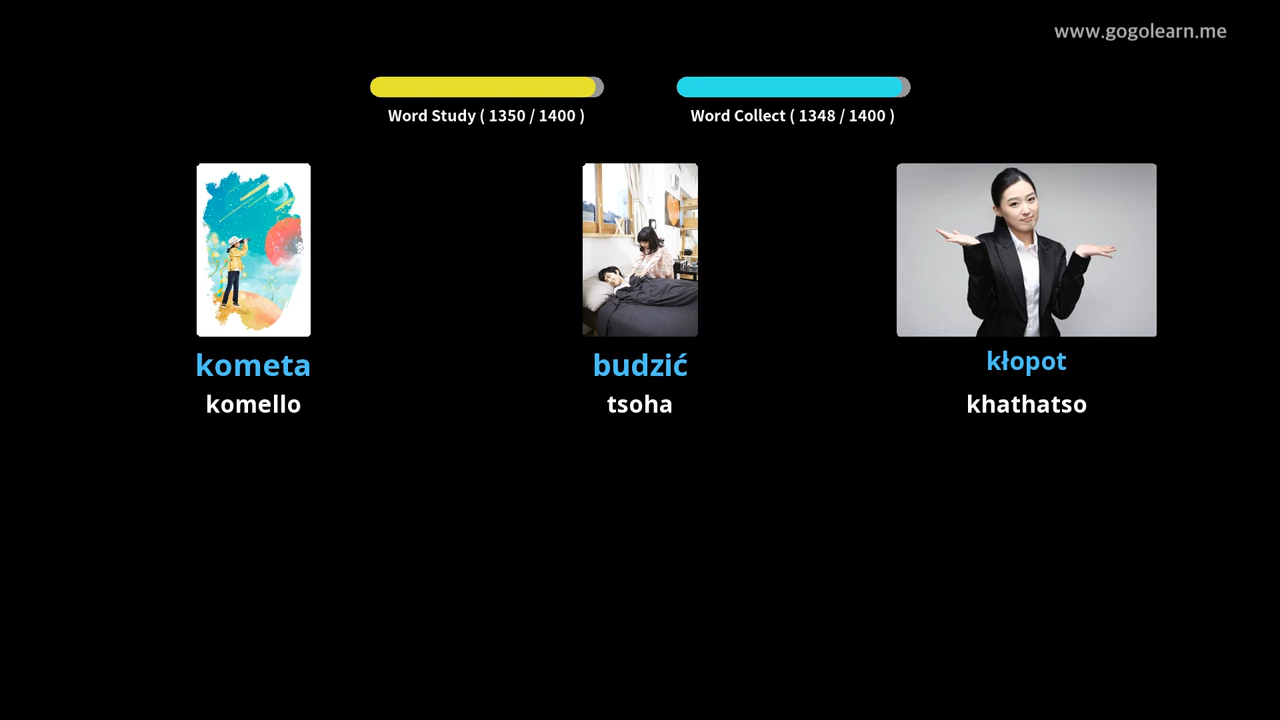 www.gogolearn.me
Word Study ( 1350 / 1400 )
Word Collect ( 1348 / 1400 )
kometa
komello
budzić
tsoha
kłopot
khathatso